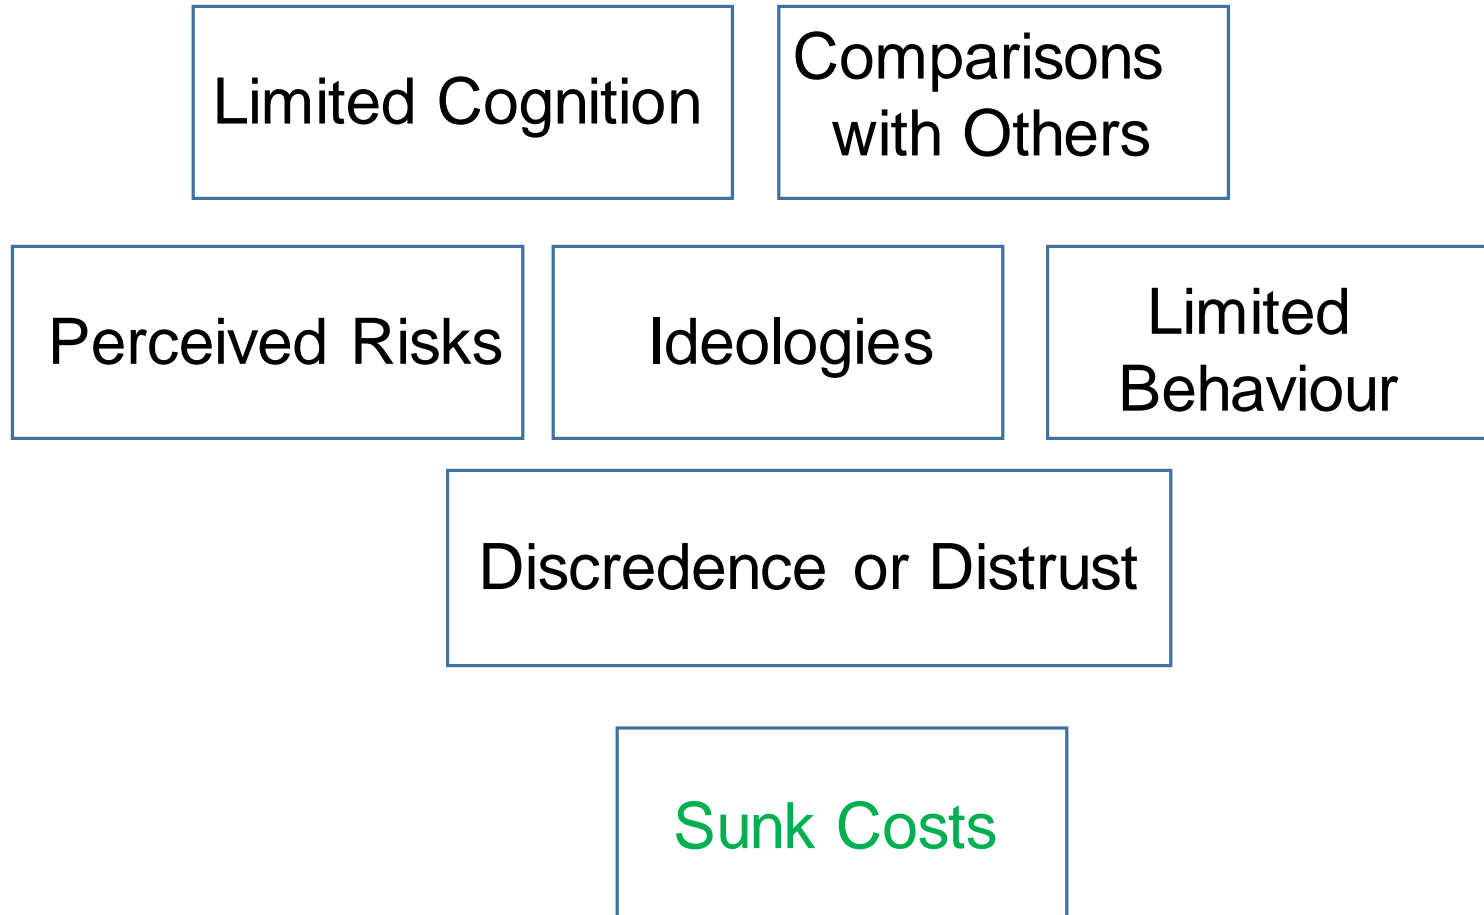 Limited Cognition
Comparisons
with Others
Perceived Risks
Ideologies
Limited
Behaviour
Discredence or Distrust
Sunk Costs